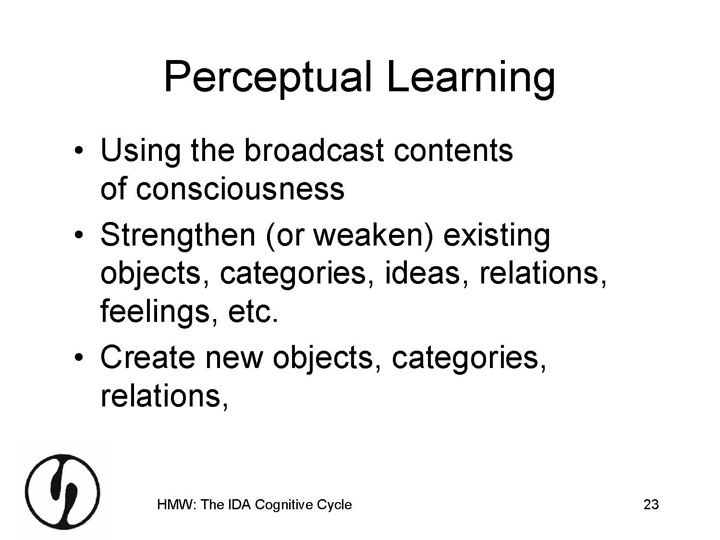 Perceptual Learning
• Using the broadcast contents
of consciousness
• Strengthen (or weaken) existing
objects, categories, ideas, relations,
feelings, etc.
• Create new objects, categories,
relations,
HMW: The IDA Cognitive Cycle
23